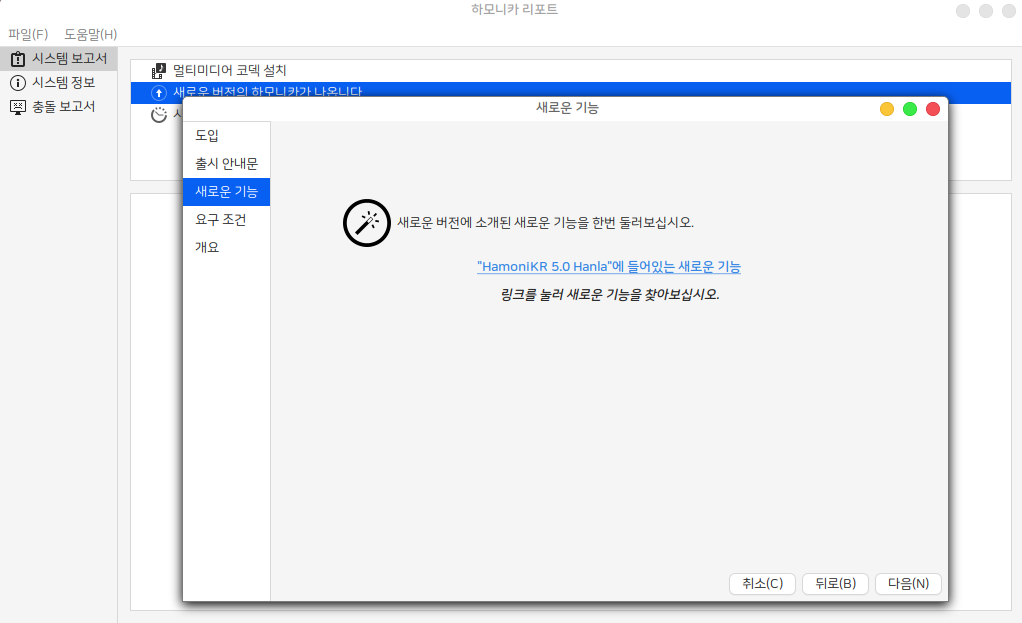 하모니카 리포트
파일(F) 도움말(H)
시스템 보고서
시스템 정보
충돌 보고서
멀티미디어 코덱 설치
새로운 버전의 하모니카가 나옵니다
새로운 기능
도입
출시 안내문
새로운 기능
요구 조건
개요
새로운 버전에 소개된 새로운 기능을 한번 둘러보십시오.
"HamoniKR 5.0 Hanla"에 들어있는 새로운 기능
링크를 눌러 새로운 기능을 찾아보십시오.
취소(C) 뒤로(B) 다음(N)